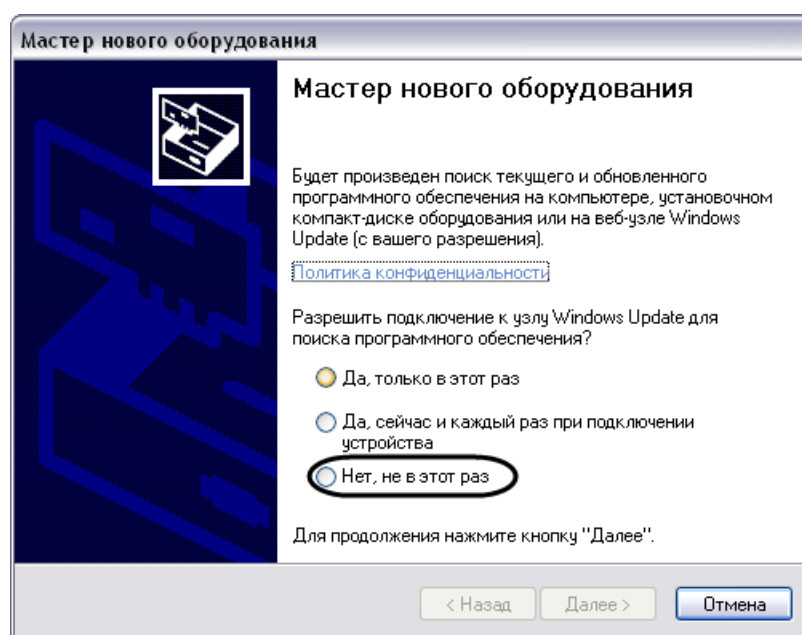 Мастер нового оборудования
Мастер нового оборудования
Будет произведен поиск текущего и обновленного
программного обеспечения на компьютере, установочном
компакт-диске оборудования или на веб-узле Windows
Update (с вашего разрешения).
Политика конфиденциальности
Разрешить подключение к узлу Windows Update для
поиска программного обеспечения?
Да, только в этот раз
Да, сейчас и каждый раз при подключении
устройства
Нет, не в этот раз
Для продолжения нажмите кнопку "Далее".
< Назад Далее > Отмена